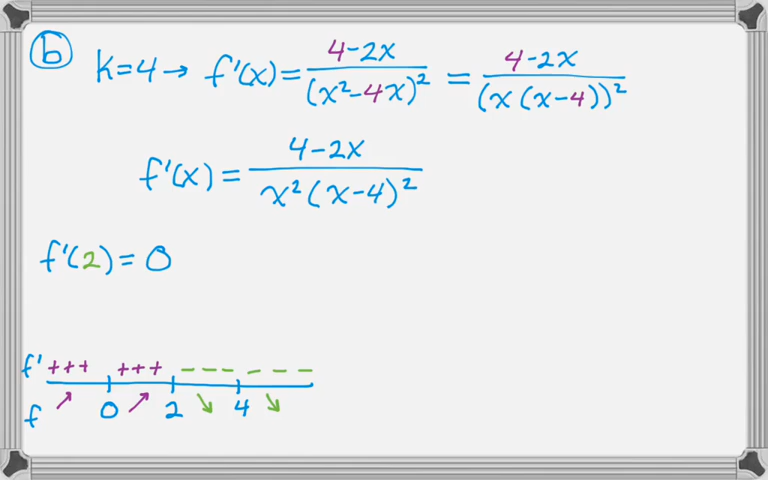 b k=4→ f'(x) = (4-2x)/(x²-4x)² = (4-2x)/(x(x-4))²
f'(x) = (4-2x)/(x²(x-4)²)
f'(2) = 0
f' +++ +++ --- ---
f ↗ 0 ↗ 2 ↘ 4 ↘